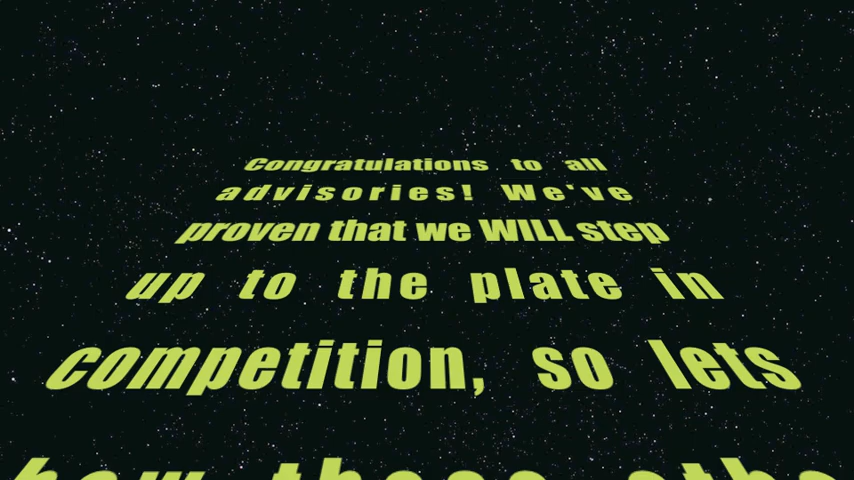 Congratulations to all
advisories! We've
proven that we WILL step
up to the plate in
competition, so lets